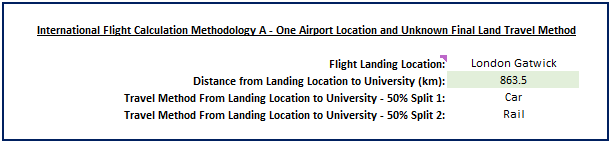 International Flight Calculation Methodology A - One Airport Location and Unknown Final Land Travel Method
Flight Landing Location: London Gatwick
Distance from Landing Location to University (km): 863.5
Travel Method From Landing Location to University - 50% Split 1: Car
Travel Method From Landing Location to University - 50% Split 2: Rail